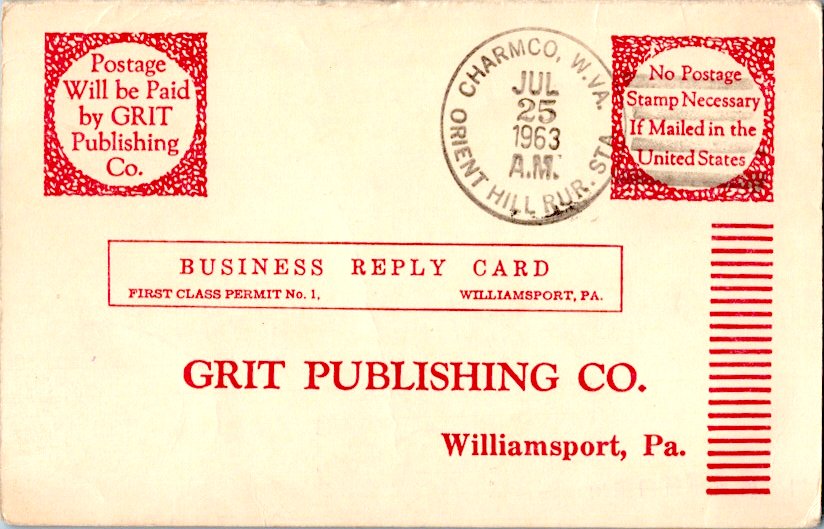 Postage
Will be Paid
by GRIT
Publishing
Co.
CHARMCO, W.VA.
JUL
25
1963
A.M.
ORIENT HILL RUR. STA.
No Postage
Stamp Necessary
If Mailed in the
United States
BUSINESS REPLY CARD
FIRST CLASS PERMIT No. 1, WILLIAMSPORT, PA.
GRIT PUBLISHING CO.
Williamsport, Pa.